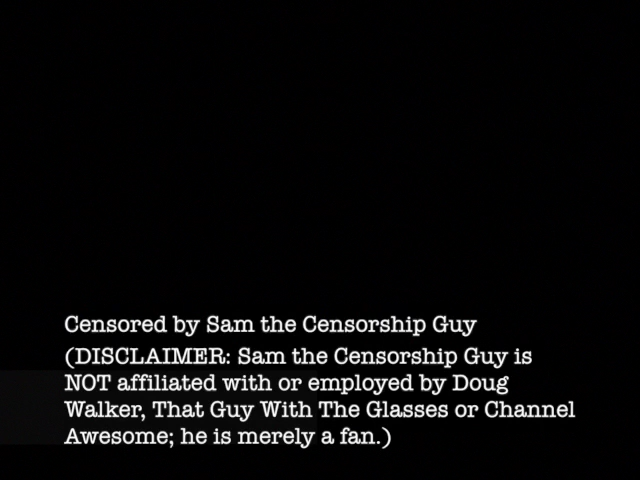 Censored by Sam the Censorship Guy
(DISCLAIMER: Sam the Censorship Guy is
NOT affiliated with or employed by Doug
Walker, That Guy With The Glasses or Channel
Awesome; he is merely a fan.)